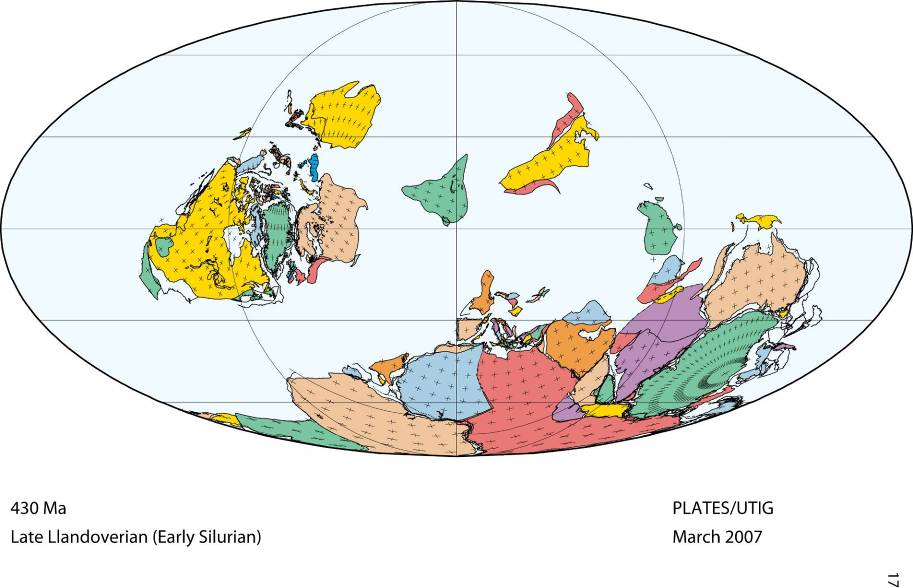 430 Ma
Late Llandoverian (Early Silurian)
PLATES/UTIG
March 2007
17